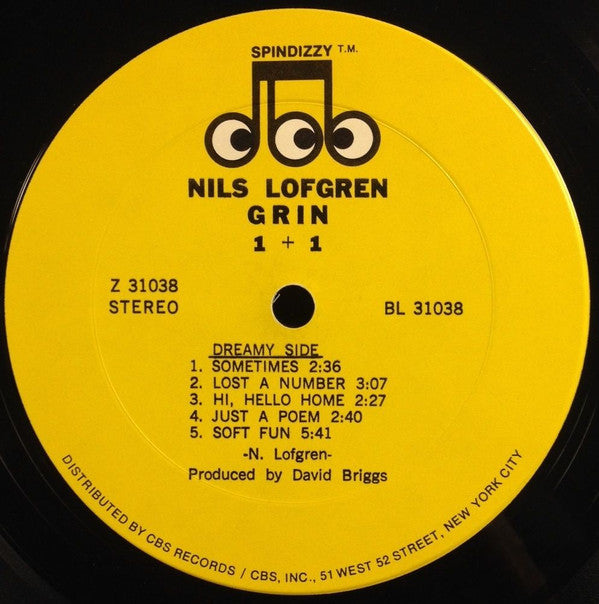 SPINDIZZY T.M.
NILS LOFGREN
GRIN
1 + 1
Z 31038
STEREO
BL 31038
DREAMY SIDE
1. SOMETIMES 2:36
2. LOST A NUMBER 3:07
3. HI, HELLO HOME 2:27
4. JUST A POEM 2:40
5. SOFT FUN 5:41
-N. Lofgren-
Produced by David Briggs
DISTRIBUTED BY CBS RECORDS / CBS, INC., 51 WEST 52 STREET, NEW YORK CITY